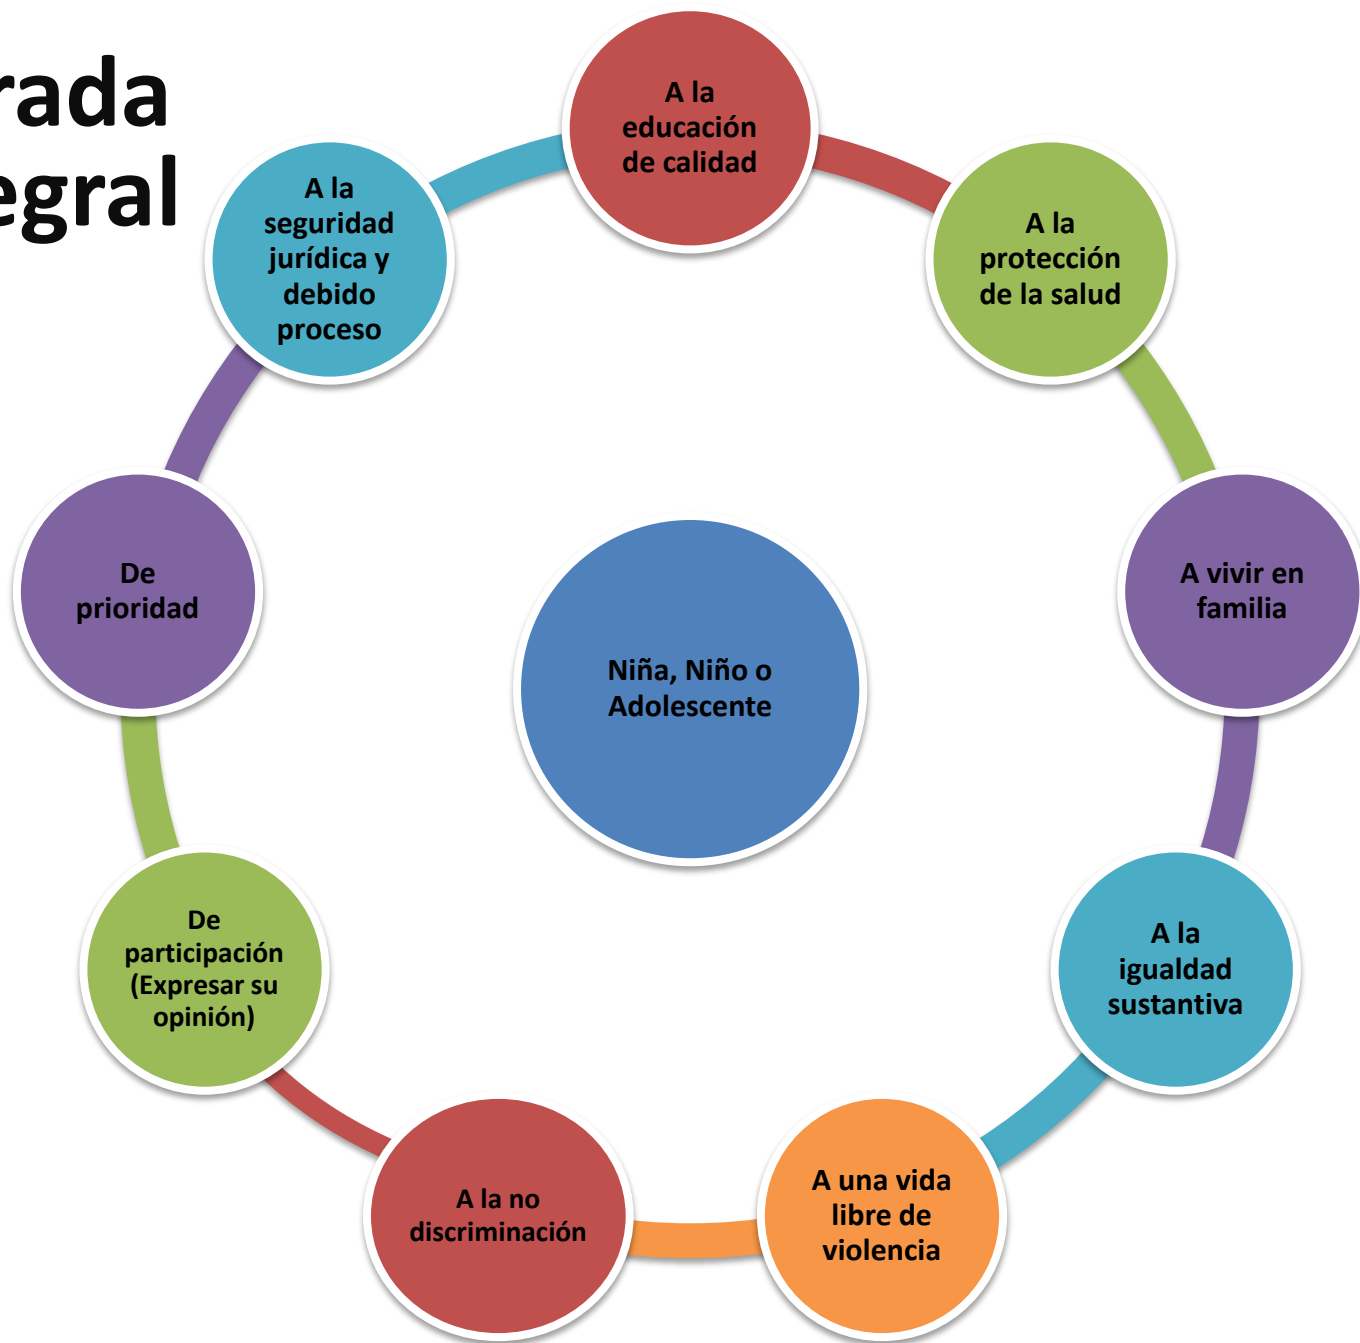 rada
egral
A la
educación
de calidad
A la
protección
de la salud
A vivir en
familia
A la
igualdad
sustantiva
A una vida
libre de
violencia
A la no
discriminación
De
participación
(Expresar su
opinión)
De
prioridad
A la
seguridad
jurídica y
debido
proceso
Niña, Niño o
Adolescente